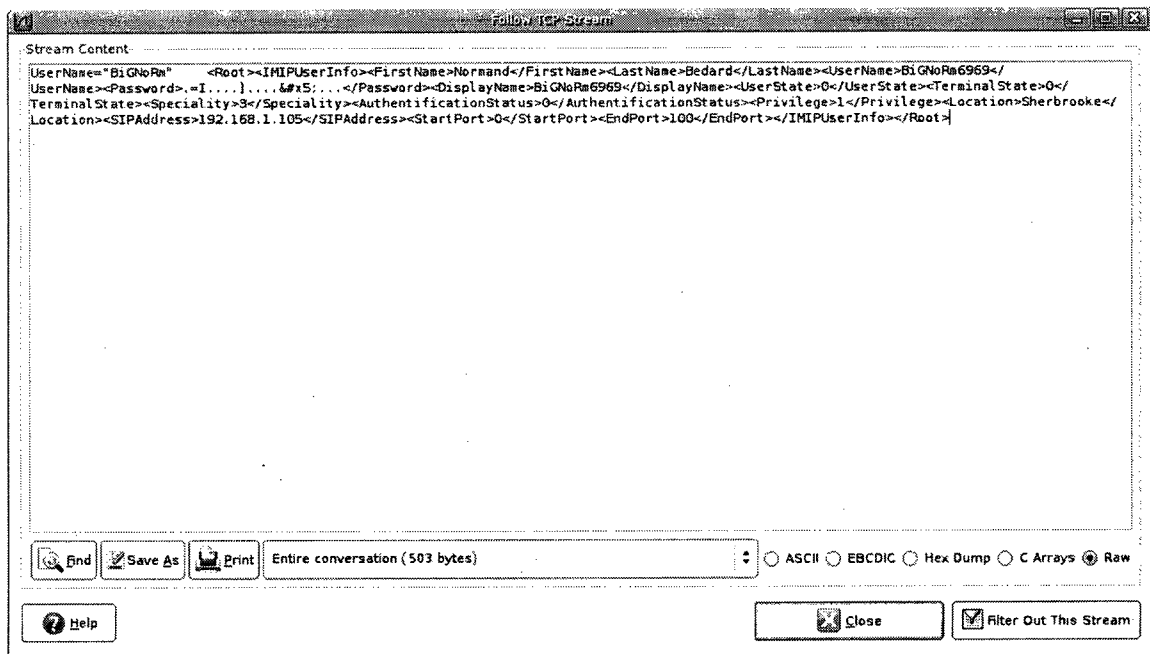 Follow TCP Stream
Stream Content
UserName="BiGNoRm" <Root><IMIPUserInfo><FirstName>Normand</FirstName><LastName>Bedard</LastName><UserName>BiGNoRm6969</
UserName><Password>.=I....}....&#x5;...</Password><DisplayName>BiGNoRm6969</DisplayName><UserState>0</UserState><TerminalState>0</
TerminalState><Speciality>3</Speciality><AuthentificationStatus>0</AuthentificationStatus><Privilege>1</Privilege><Location>Sherbrooke</
Location><SIPAddress>192.168.1.105</SIPAddress><StartPort>0</StartPort><EndPort>100</EndPort></IMIPUserInfo></Root>
Find Save As Print Entire conversation (503 bytes) ASCII EBCDIC Hex Dump C Arrays Raw
Help Close Filter Out This Stream